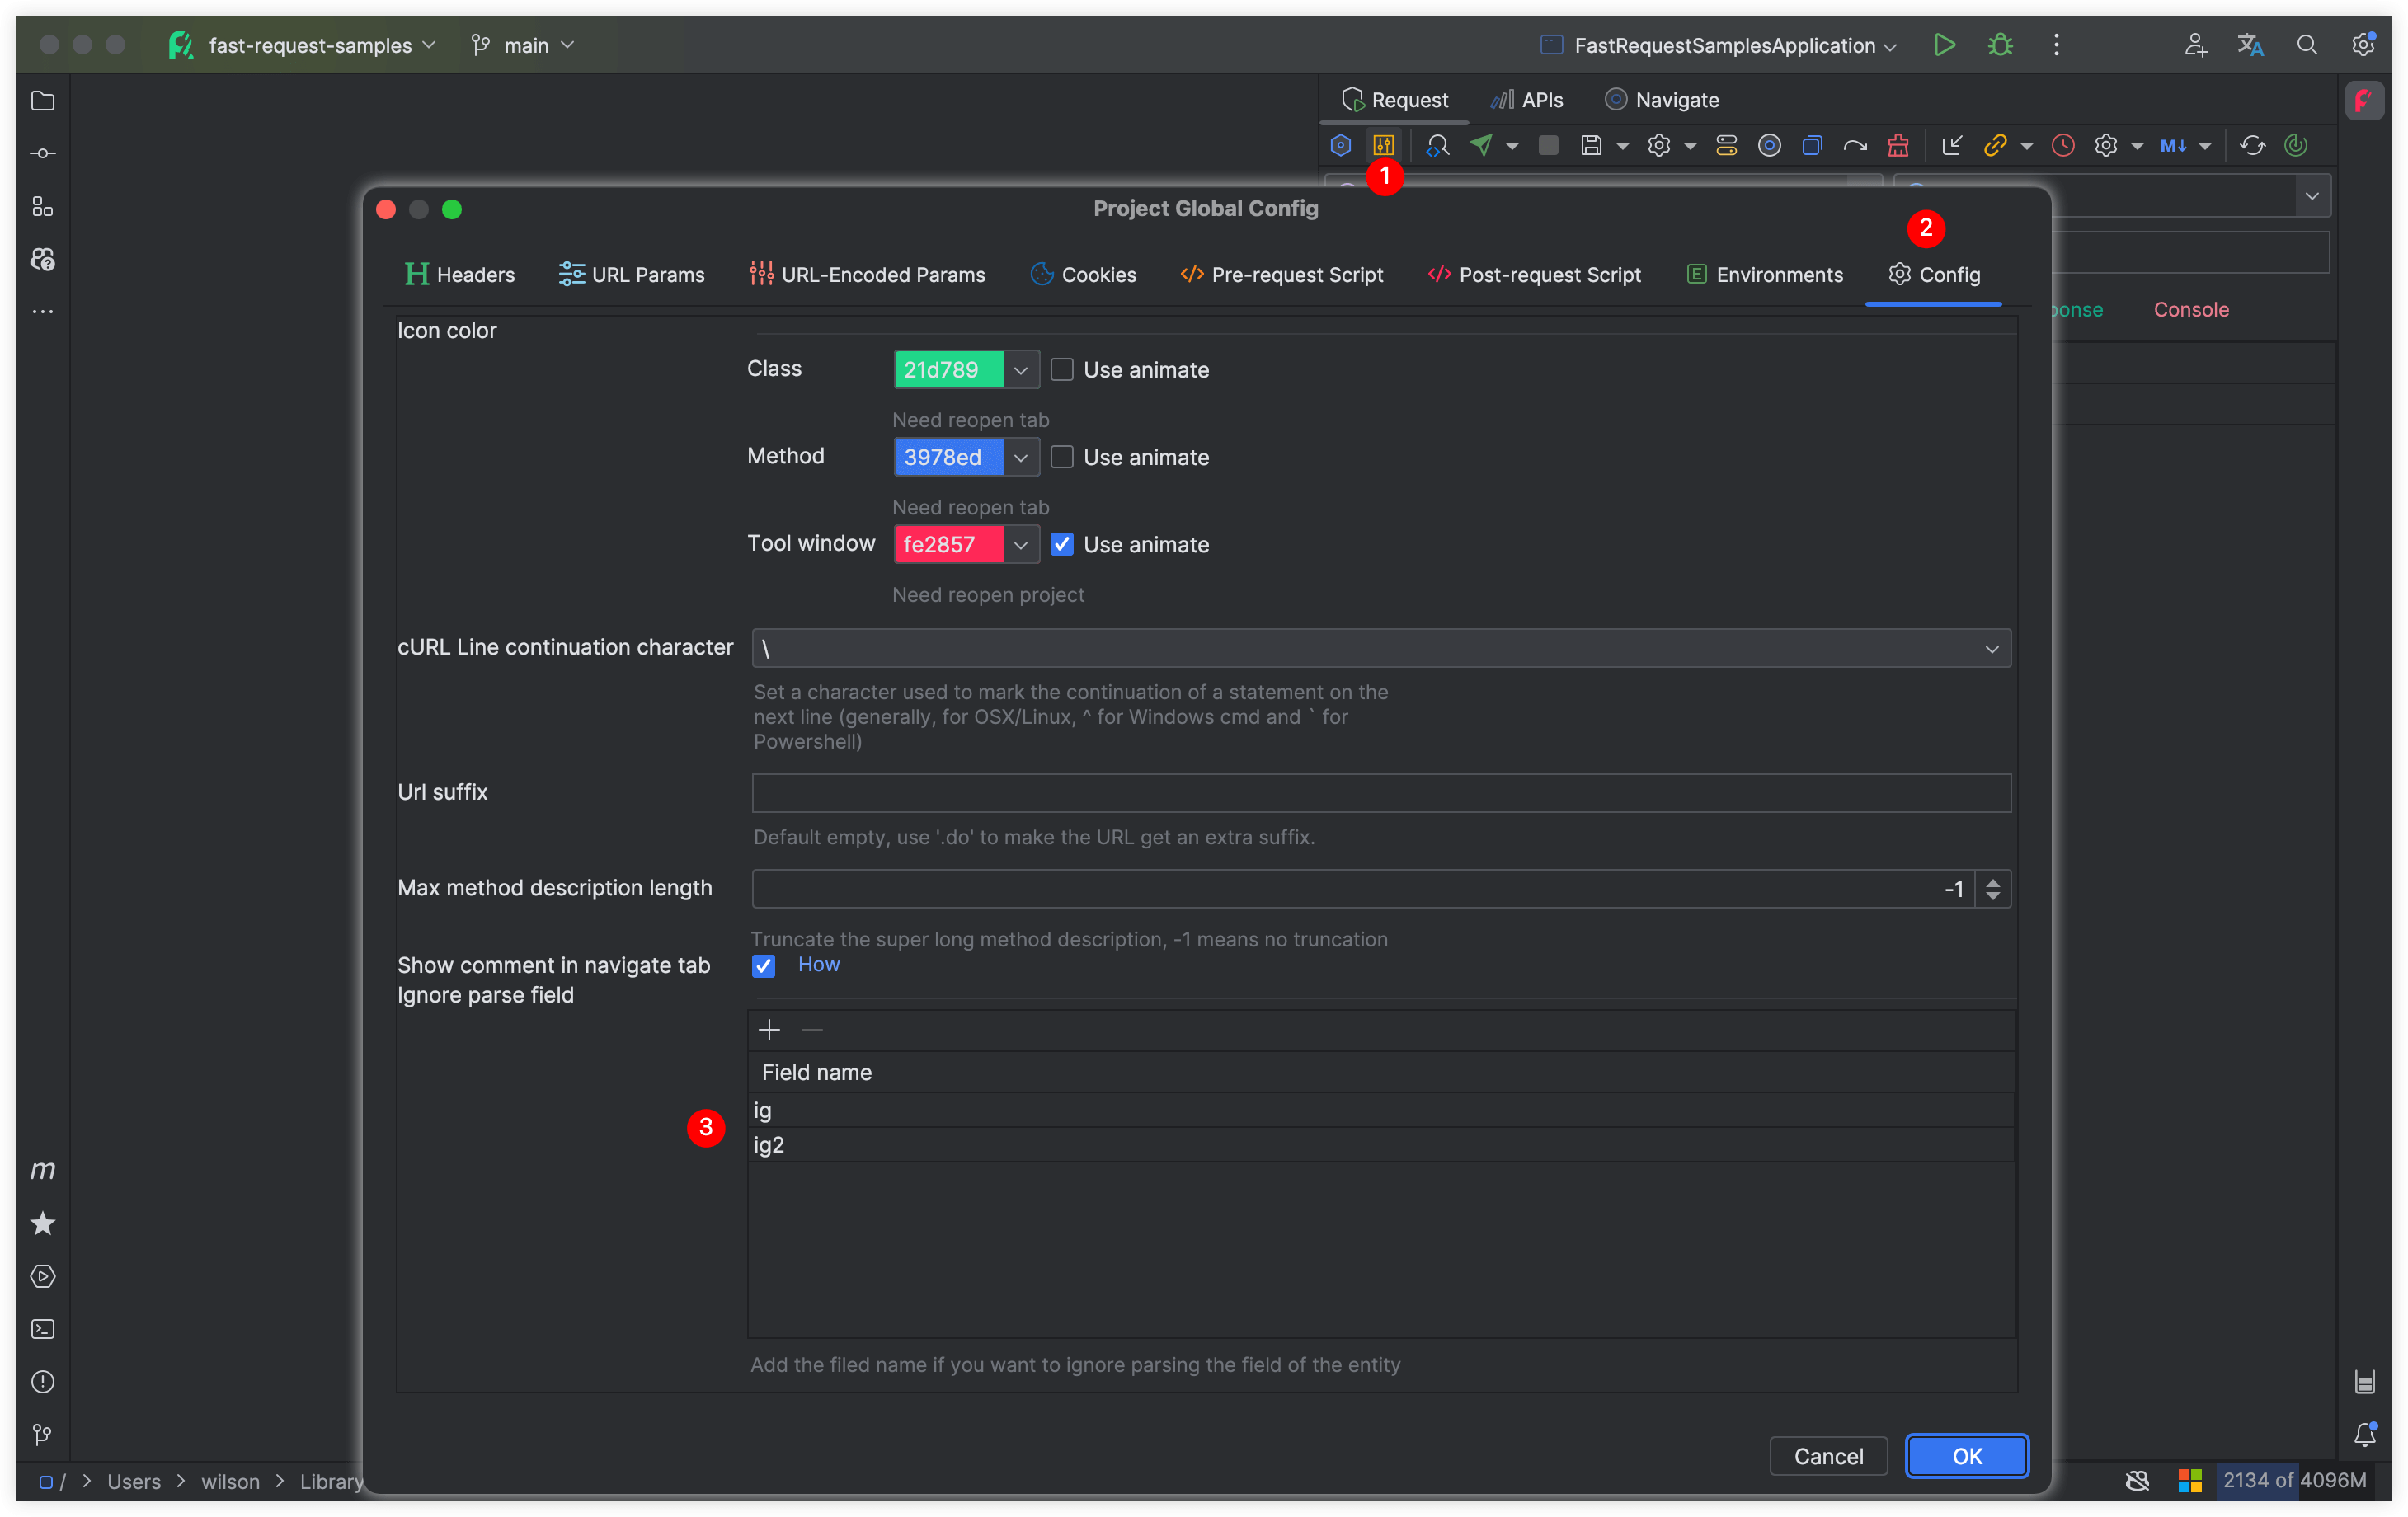 fast-request-samples
main
FastRequestSamplesApplication
Request
APIs
Navigate
M↓
1
Project Global Config
2
Headers
URL Params
URL-Encoded Params
Cookies
Pre-request Script
Post-request Script
E
Environments
Config
ponse
Console
Icon color
Class
21d789
Use animate
Need reopen tab
Method
3978ed
Use animate
Need reopen tab
Tool window
fe2857
Use animate
Need reopen project
cURL Line continuation character
\
Set a character used to mark the continuation of a statement on the
next line (generally, for OSX/Linux, ^ for Windows cmd and ` for
Powershell)
Url suffix
Default empty, use '.do' to make the URL get an extra suffix.
Max method description length
-1
Truncate the super long method description, -1 means no truncation
Show comment in navigate tab
How
Ignore parse field
Field name
ig
3
ig2
Add the filed name if you want to ignore parsing the field of the entity
m
Cancel
OK
/ > Users > wilson > Library
2134 of 4096M